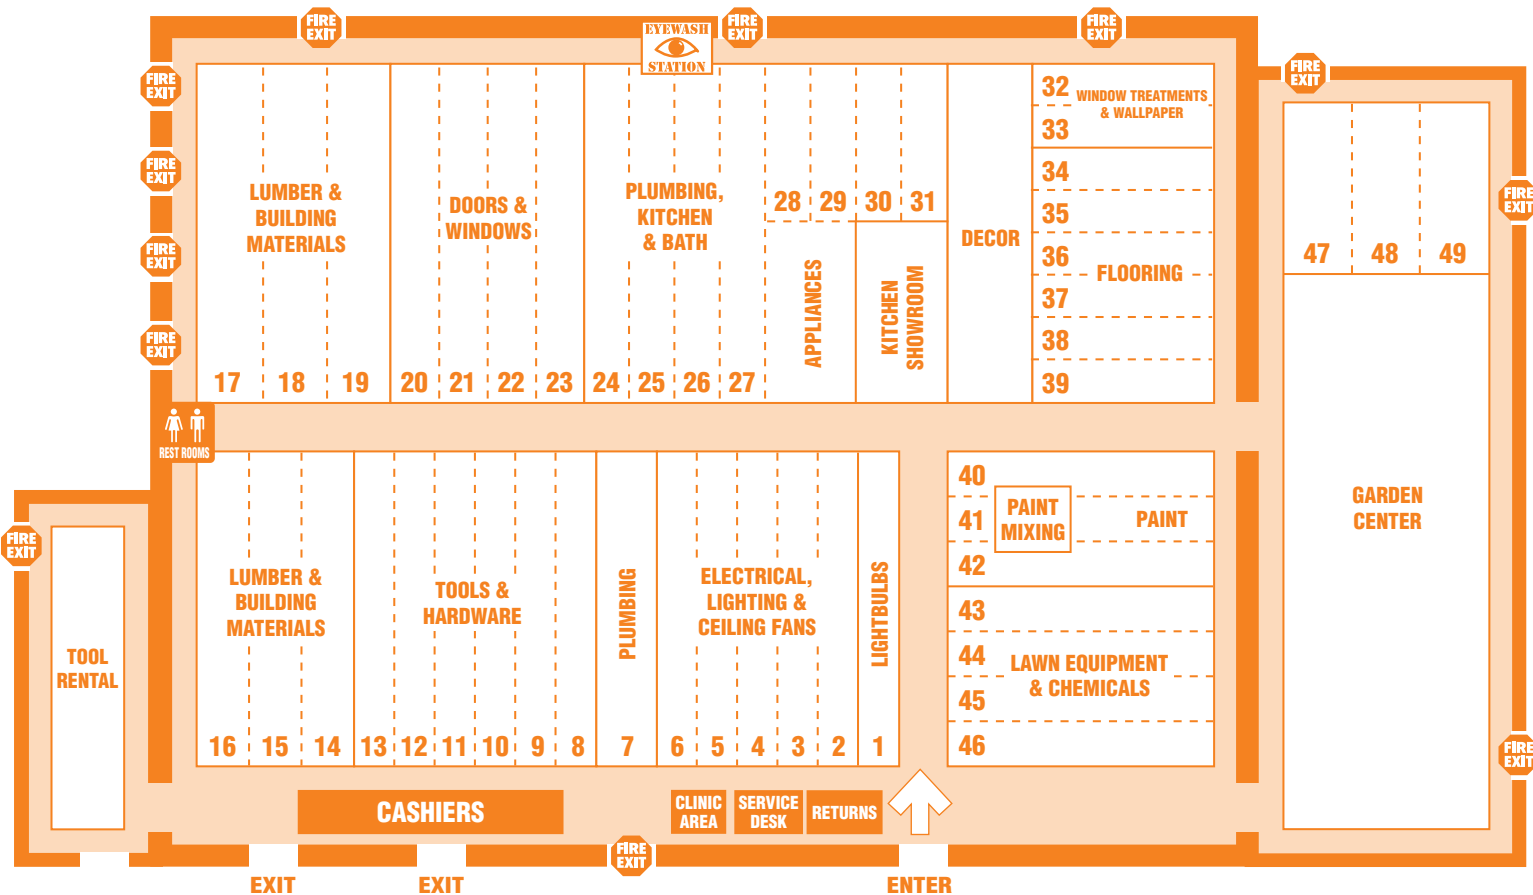 FIRE
EXIT
FIRE
EXIT
FIRE
EXIT
EYEWASH
STATION
FIRE
EXIT
FIRE
EXIT
FIRE
EXIT
FIRE
EXIT
FIRE
EXIT
FIRE
EXIT
FIRE
EXIT
LUMBER &
BUILDING
MATERIALS
17 18 19
DOORS &
WINDOWS
20 21 22 23
PLUMBING,
KITCHEN
& BATH
24 25 26 27
28 29 30 31
APPLIANCES
KITCHEN
SHOWROOM
DECOR
32
33
WINDOW TREATMENTS
& WALLPAPER
34
35
36
37
38
39
FLOORING
47 48 49
GARDEN
CENTER
REST ROOMS
FIRE
EXIT
TOOL
RENTAL
LUMBER &
BUILDING
MATERIALS
16 15 14
TOOLS &
HARDWARE
13 12 11 10 9 8
PLUMBING
7
ELECTRICAL,
LIGHTING &
CEILING FANS
6 5 4 3 2
LIGHTBULBS
1
40
41
42
PAINT
MIXING
PAINT
43
44
45
46
LAWN EQUIPMENT
& CHEMICALS
FIRE
EXIT
CASHIERS
CLINIC
AREA
SERVICE
DESK
RETURNS
FIRE
EXIT
EXIT
EXIT
ENTER